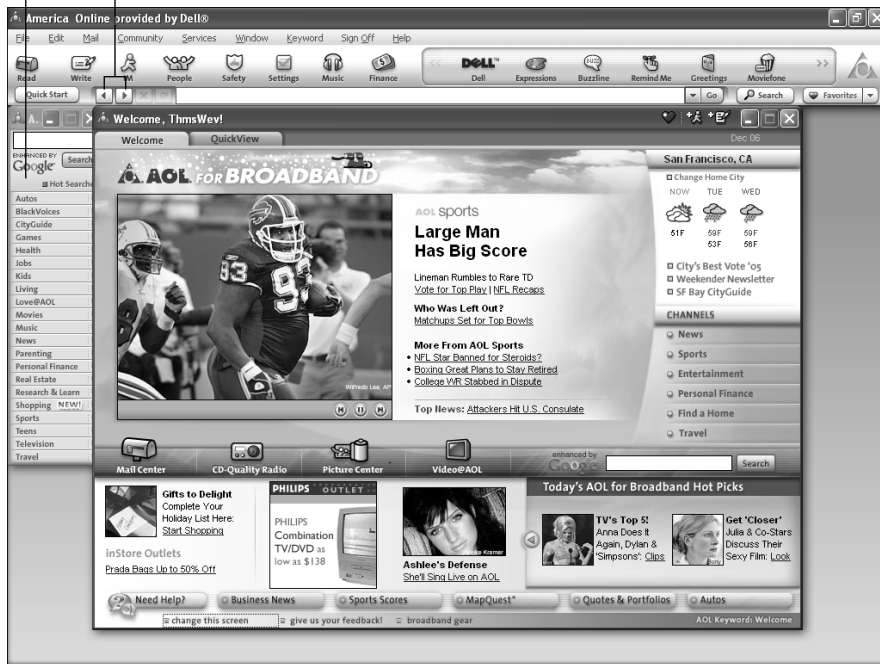 America Online provided by Dell®
File Edit Mail Community Services Window Keyword Sign Off Help
Read Write IM People Safety Settings Music Finance Dell Expressions Buzzline Remind Me Greetings Moviefone
DELL™
BUZZ
Quick Start
Go
Search
Favorites
A.
Welcome, ThmsWev!
Welcome QuickView
Dec 06
ENHANCED BY
Google
Search
Hot Searche
Autos
BlackVoices
CityGuide
Games
Health
Jobs
Kids
Living
Love@AOL
Movies
Music
News
Parenting
Personal Finance
Real Estate
Research & Learn
Shopping NEW!
Sports
Teens
Television
Travel
AOL FOR BROADBAND
93
Wilfredo Lee, AP
AOL sports
Large Man
Has Big Score
Lineman Rumbles to Rare TD
Vote for Top Play | NFL Recaps
Who Was Left Out?
Matchups Set for Top Bowls
More From AOL Sports
• NFL Star Banned for Steroids?
• Boxing Great Plans to Stay Retired
• College WR Stabbed in Dispute
Top News: Attackers Hit U.S. Consulate
San Francisco, CA
Change Home City
NOW TUE WED
51F 59F 59F
53F 56F
City's Best Vote '05
Weekender Newsletter
SF Bay CityGuide
CHANNELS
News
Sports
Entertainment
Personal Finance
Find a Home
Travel
Mail Center CD-Quality Radio Picture Center Video@AOL
enhanced by
Google
Search
Gifts to Delight
Complete Your
Holiday List Here:
Start Shopping
inStore Outlets
Prada Bags Up to 50% Off
PHILIPS OUTLET
PHILIPS
Combination
TV/DVD as
low as $138
Kramer
Ashlee's Defense
She'll Sing Live on AOL
Today's AOL for Broadband Hot Picks
TV's Top 5!
Anna Does It
Again, Dylan &
'Simpsons': Clips
Get 'Closer'
Julia & Co-Stars
Discuss Their
Sexy Film: Look
Need Help? Business News Sports Scores MapQuest® Quotes & Portfolios Autos
change this screen give us your feedback! broadband gear
AOL Keyword: Welcome